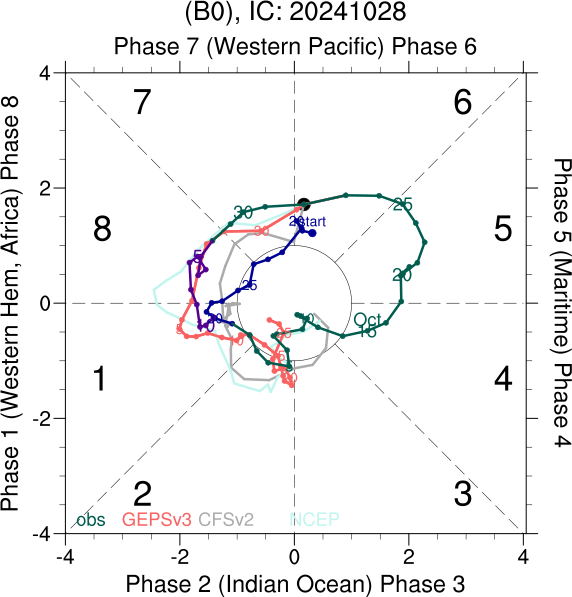 (B0), IC: 20241028
Phase 7 (Western Pacific) Phase 6
Phase 1 (Western Hem, Africa) Phase 8
Phase 5 (Maritime) Phase 4
4
2
0
-2
-4
7
6
8
5
1
4
2
3
30
25
start
20
25
Oct
15
obs
GEPSv3
CFSv2
NCEP
-4
-2
0
2
4
Phase 2 (Indian Ocean) Phase 3